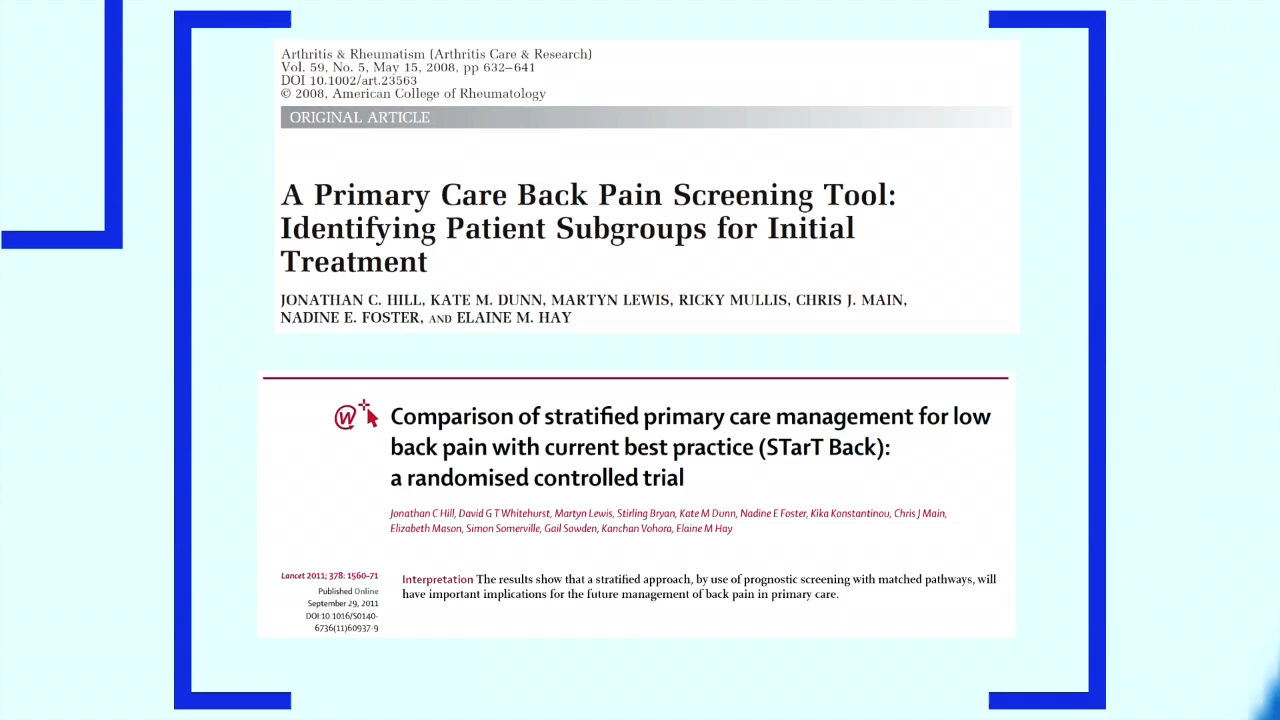 Arthritis & Rheumatism (Arthritis Care & Research)
Vol. 59, No. 5, May 15, 2008, pp 632–641
DOI 10.1002/art.23563
© 2008, American College of Rheumatology
ORIGINAL ARTICLE
A Primary Care Back Pain Screening Tool:
Identifying Patient Subgroups for Initial
Treatment
JONATHAN C. HILL, KATE M. DUNN, MARTYN LEWIS, RICKY MULLIS, CHRIS J. MAIN,
NADINE E. FOSTER, AND ELAINE M. HAY
W
Comparison of stratified primary care management for low
back pain with current best practice (STarT Back):
a randomised controlled trial
Jonathan C Hill, David G T Whitehurst, Martyn Lewis, Stirling Bryan, Kate M Dunn, Nadine E Foster, Kika Konstantinou, Chris J Main,
Elizabeth Mason, Simon Somerville, Gail Sowden, Kanchan Vohora, Elaine M Hay
Lancet 2011; 378: 1560–71
Published Online
September 29, 2011
DOI:10.1016/S0140-
6736(11)60937-9
Interpretation The results show that a stratified approach, by use of prognostic screening with matched pathways, will
have important implications for the future management of back pain in primary care.